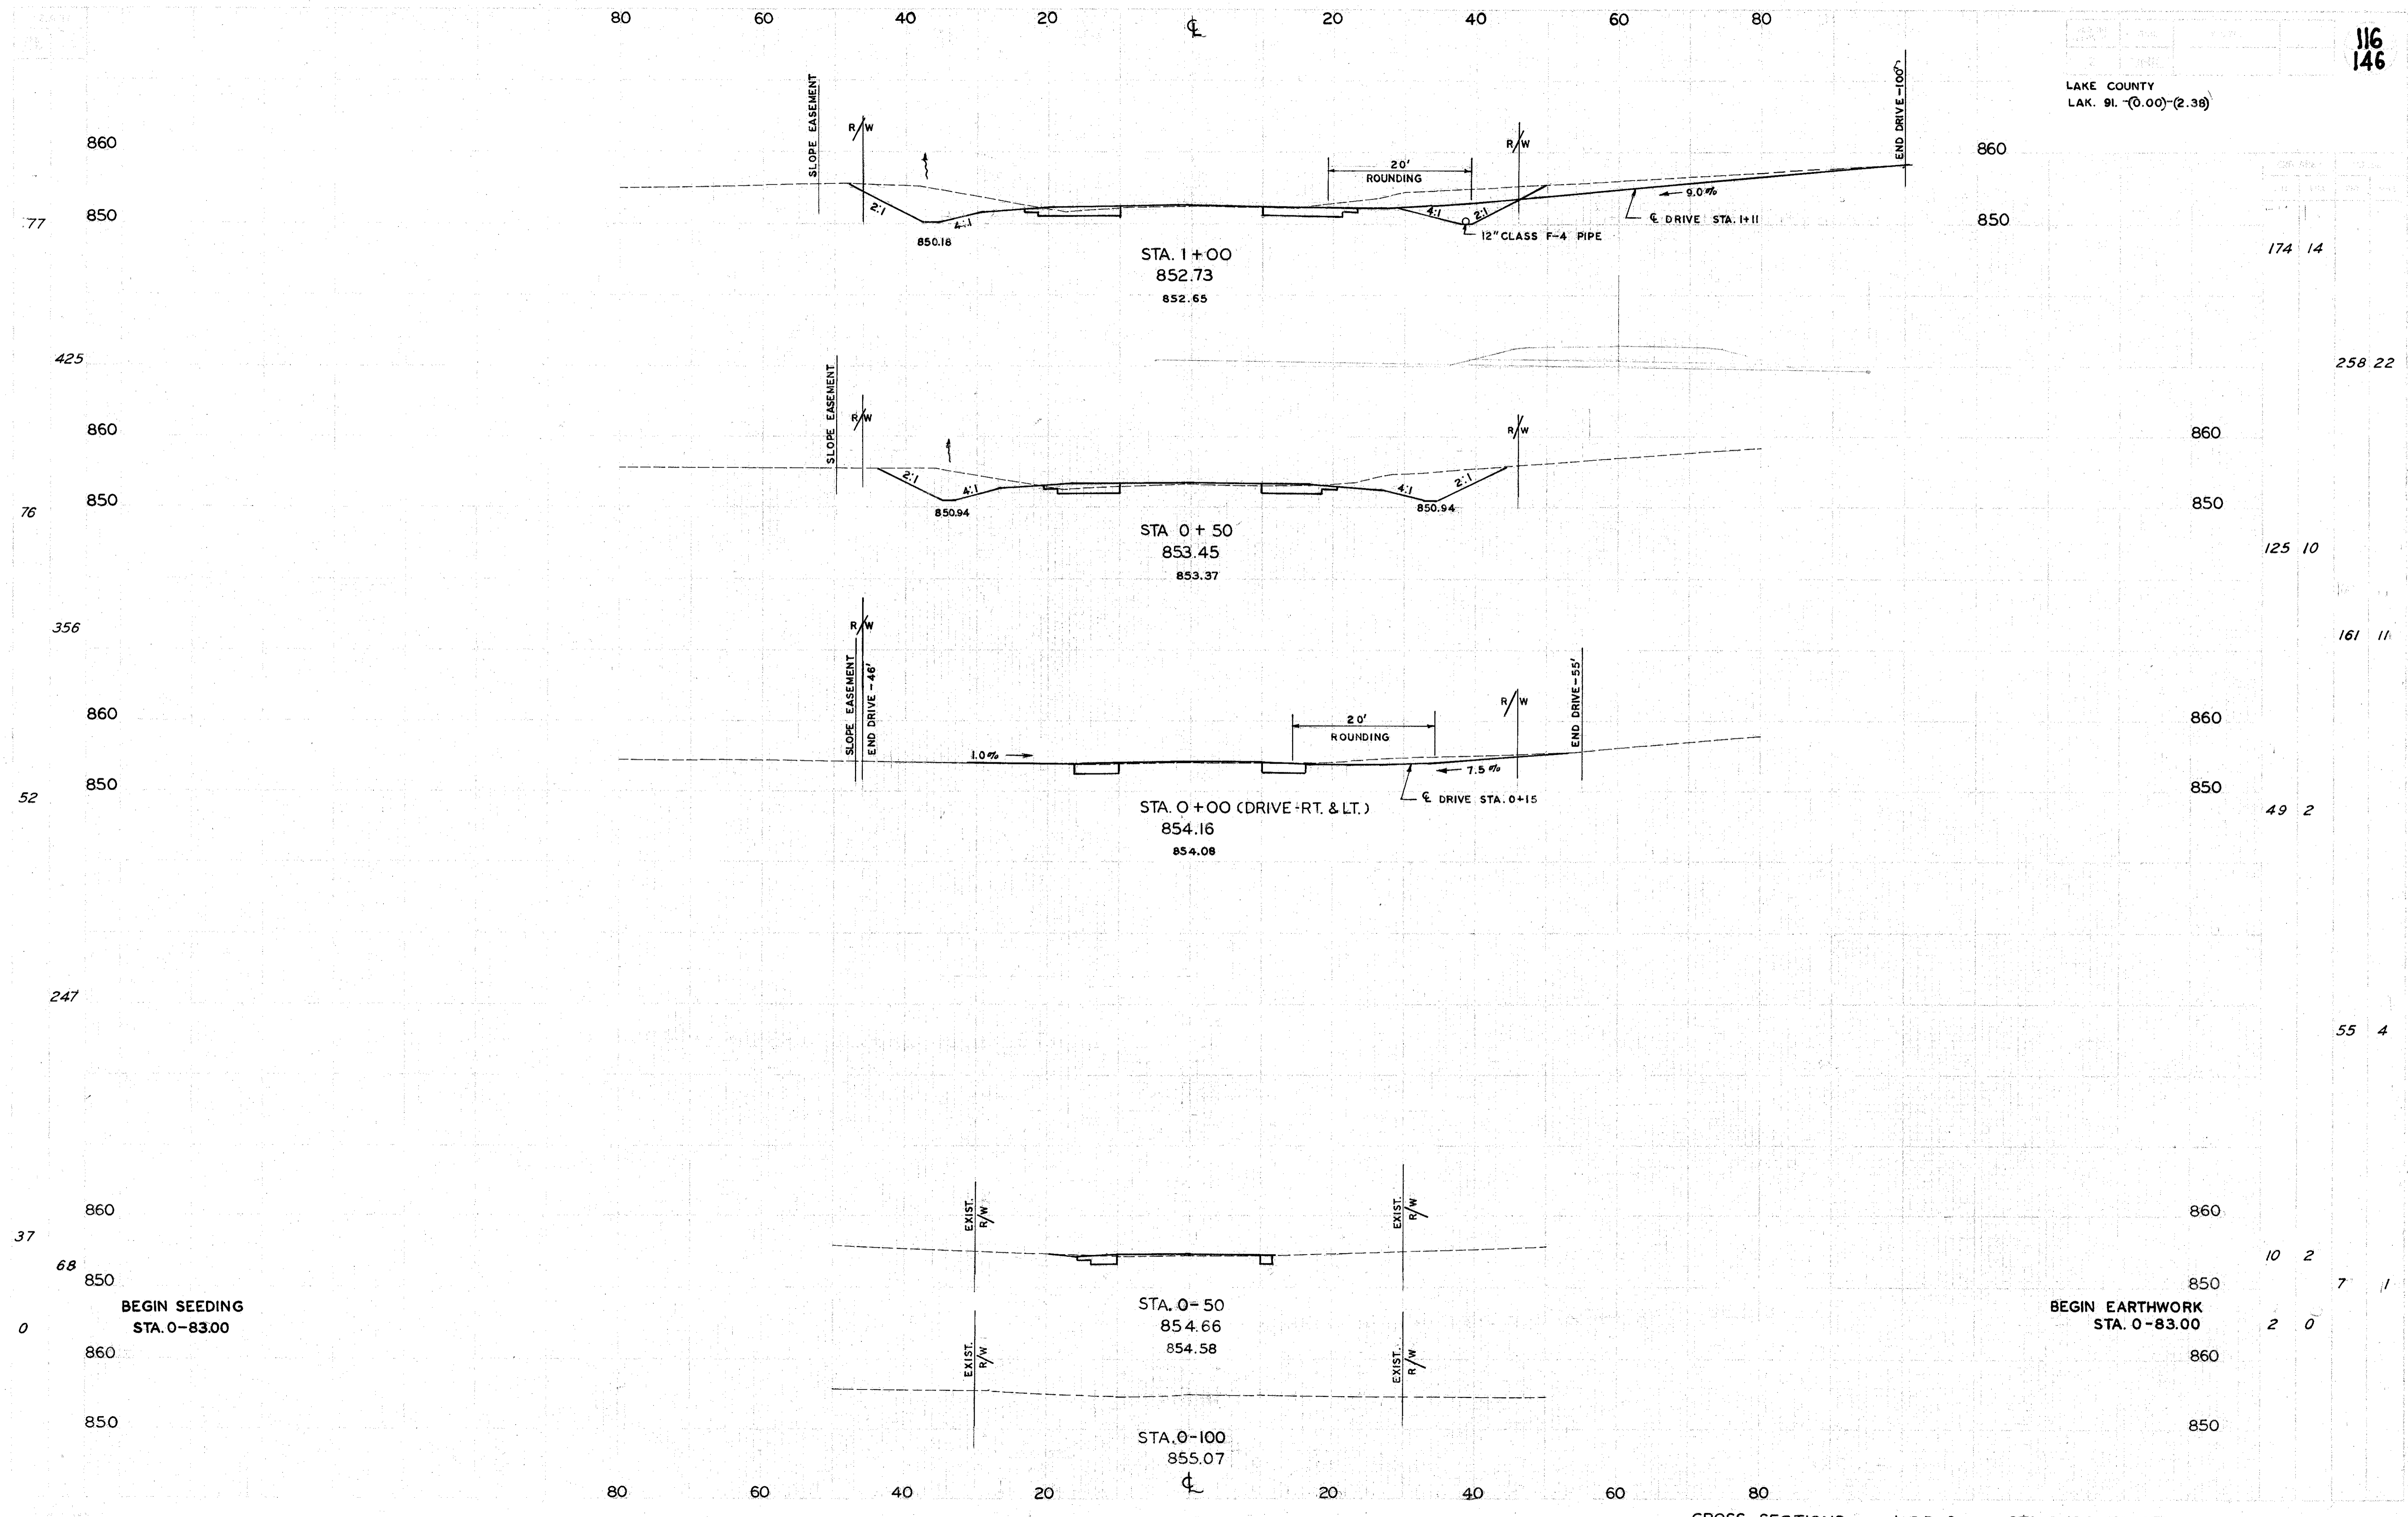 80 60 40 20 ℄ 20 40 60 80
116
146
LAKE COUNTY
LAK. 91. -(0.00)-(2.38)
SLOPE EASEMENT
R/W
R/W
END DRIVE-100'
860
860
20'
ROUNDING
9.0%
2:1
4:1
4:1
2:1
77
850
850
850.18
12" CLASS F-4 PIPE
℄ DRIVE STA. 1+11
174 14
STA. 1+00
852.73
852.65
425
258 22
SLOPE EASEMENT
R/W
R/W
860
860
2:1
4:1
4:1
2:1
850
850
76
850.94
850.94
STA 0+50
853.45
853.37
125 10
356
161 11
R/W
SLOPE EASEMENT
END DRIVE-46'
R/W
END DRIVE-55'
860
860
20'
ROUNDING
1.0%
7.5%
850
850
52
℄ DRIVE STA. 0+15
STA. 0+00 (DRIVE-RT. & LT.)
854.16
854.08
49 2
247
55 4
EXIST.
R/W
EXIST.
R/W
860
860
37
10 2
68
850
850
7 1
STA. 0-50
854.66
854.58
BEGIN SEEDING
STA. 0-83.00
0
BEGIN EARTHWORK
STA. 0-83.00
2 0
EXIST.
R/W
EXIST.
R/W
860
860
850
850
STA. 0-100
855.07
80 60 40 20 ℄ 20 40 60 80
CROSS SECTIONS